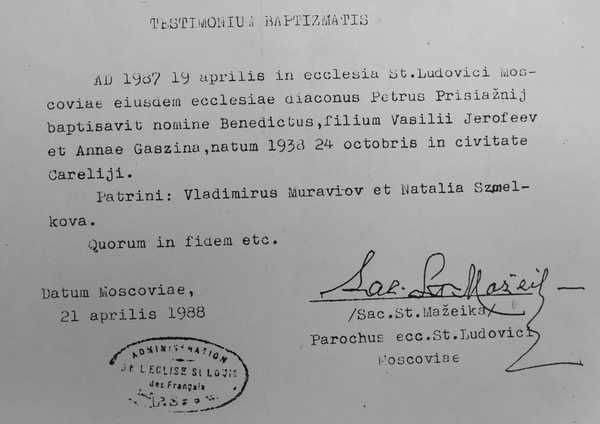 TESTIMONIUM BAPTIZMATIS
AD 1987 19 aprilis in ecclesia St.Ludovici Mos-
coviae eiusdem ecclesiae diaconus Petrus Prisiažnij
baptisavit nomine Benedictus,filium Vasilii Jerofeev
et Annae Gaszina,natum 1938 24 octobris in civitate
Careliji.
Patrini: Vladimirus Muraviov et Natalia Szmel-
kova.
Quorum in fidem etc.
Datum Moscoviae,
21 aprilis 1988
Sac. St. Mažeika
/Sac.St.Mažeika/
Parochus ecc.St.Ludovici
Moscoviae
ADMINISTRATION
DE L'EGLISE St LOUIS
des Français